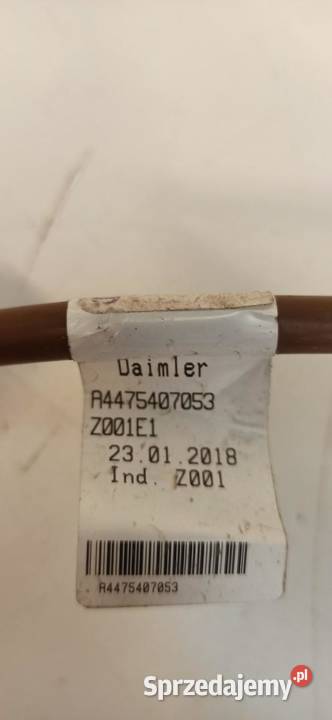 Daimler
A4475407053
Z001E1
23.01.2018
Ind. Z001
A4475407053
Sprzedajemy.pl